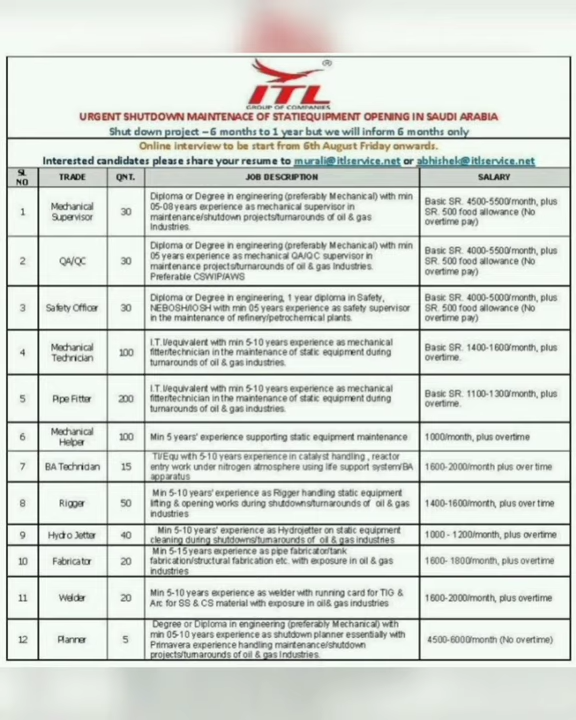 ®
ITL
GROUP OF COMPANIES
URGENT SHUTDOWN MAINTENACE OF STATIEQUIPMENT OPENING IN SAUDI ARABIA
Shut down project – 6 months to 1 year but we will inform 6 months only
Online interview to be start from 6th August Friday onwards.
Interested candidates please share your resume to murali@itlservice.net or abhishek@itlservice.net
SL NO TRADE QNT. JOB DESCRIPTION SALARY
1 Mechanical Supervisor 30
Diploma or Degree in engineering (preferably Mechanical) with min
05-08 years experience as mechanical supervisor in
maintenance/shutdown projects/turnarounds of oil & gas
Industries.
Basic SR. 4500-5500/month, plus
SR. 500 food allowance (No
overtime pay)
2 QA/QC 30
Diploma or Degree in engineering (preferably Mechanical) with min
05 years experience as mechanical QA/QC supervisor in
maintenance projects/turnarounds of oil & gas Industries.
Preferable CSWIP/AWS
Basic SR. 4000-5500/month, plus
SR. 500 food allowance (No
overtime pay)
3 Safety Officer 30
Diploma or Degree in engineering, 1 year diploma in Safety,
NEBOSH/IOSH with min 05 years experience as safety supervisor
in the maintenance of refinery/petrochemical plants.
Basic SR. 4000-5000/month, plus
SR. 500 food allowance (No
overtime pay)
4 Mechanical Technician 100
I.T.I/equivalent with min 5-10 years experience as mechanical
fitter/technician in the maintenance of static equipment during
turnarounds of oil & gas industries.
Basic SR. 1400-1600/month, plus
overtime.
5 Pipe Fitter 200
I.T.I/equivalent with min 5-10 years experience as mechanical
fitter/technician in the maintenance of static equipment during
turnarounds of oil & gas industries.
Basic SR. 1100-1300/month, plus
overtime.
6 Mechanical Helper 100
Min 5 years' experience supporting static equipment maintenance
1000/month, plus overtime
7 BA Technician 15
TI/Equ with 5-10 years experience in catalyst handling , reactor
entry work under nitrogen atmosphere using life support system/BA
apparatus
1600-2000/month plus over time
8 Rigger 50
Min 5-10 years' experience as Rigger handling static equipment
lifting & opening works during shutdowns/turnarounds of oil & gas
industries
1400-1600/month, plus over time
9 Hydro Jetter 40
Min 5-10 years' experience as Hydrojetter on static equipment
cleaning during shutdowns/turnarounds of oil & gas industries
1000 - 1200/month, plus overtime
10 Fabricator 20
Min 5-15 years experience as pipe fabricator/tank
fabrication/structural fabrication etc. with exposure in oil & gas
industries
1600- 1800/month, plus overtime
11 Welder 20
Min 5-10 years experience as welder with running card for TIG &
Arc for SS & CS material with exposure in oil& gas industries
1600-2000/month, plus overtime
12 Planner 5
Degree or Diploma in engineering (preferably Mechanical) with
min 05-10 years experience as shutdown planner essentially with
Primavera experience handling maintenance/shutdown
projects/turnarounds of oil & gas Industries.
4500-6000/month (No overtime)